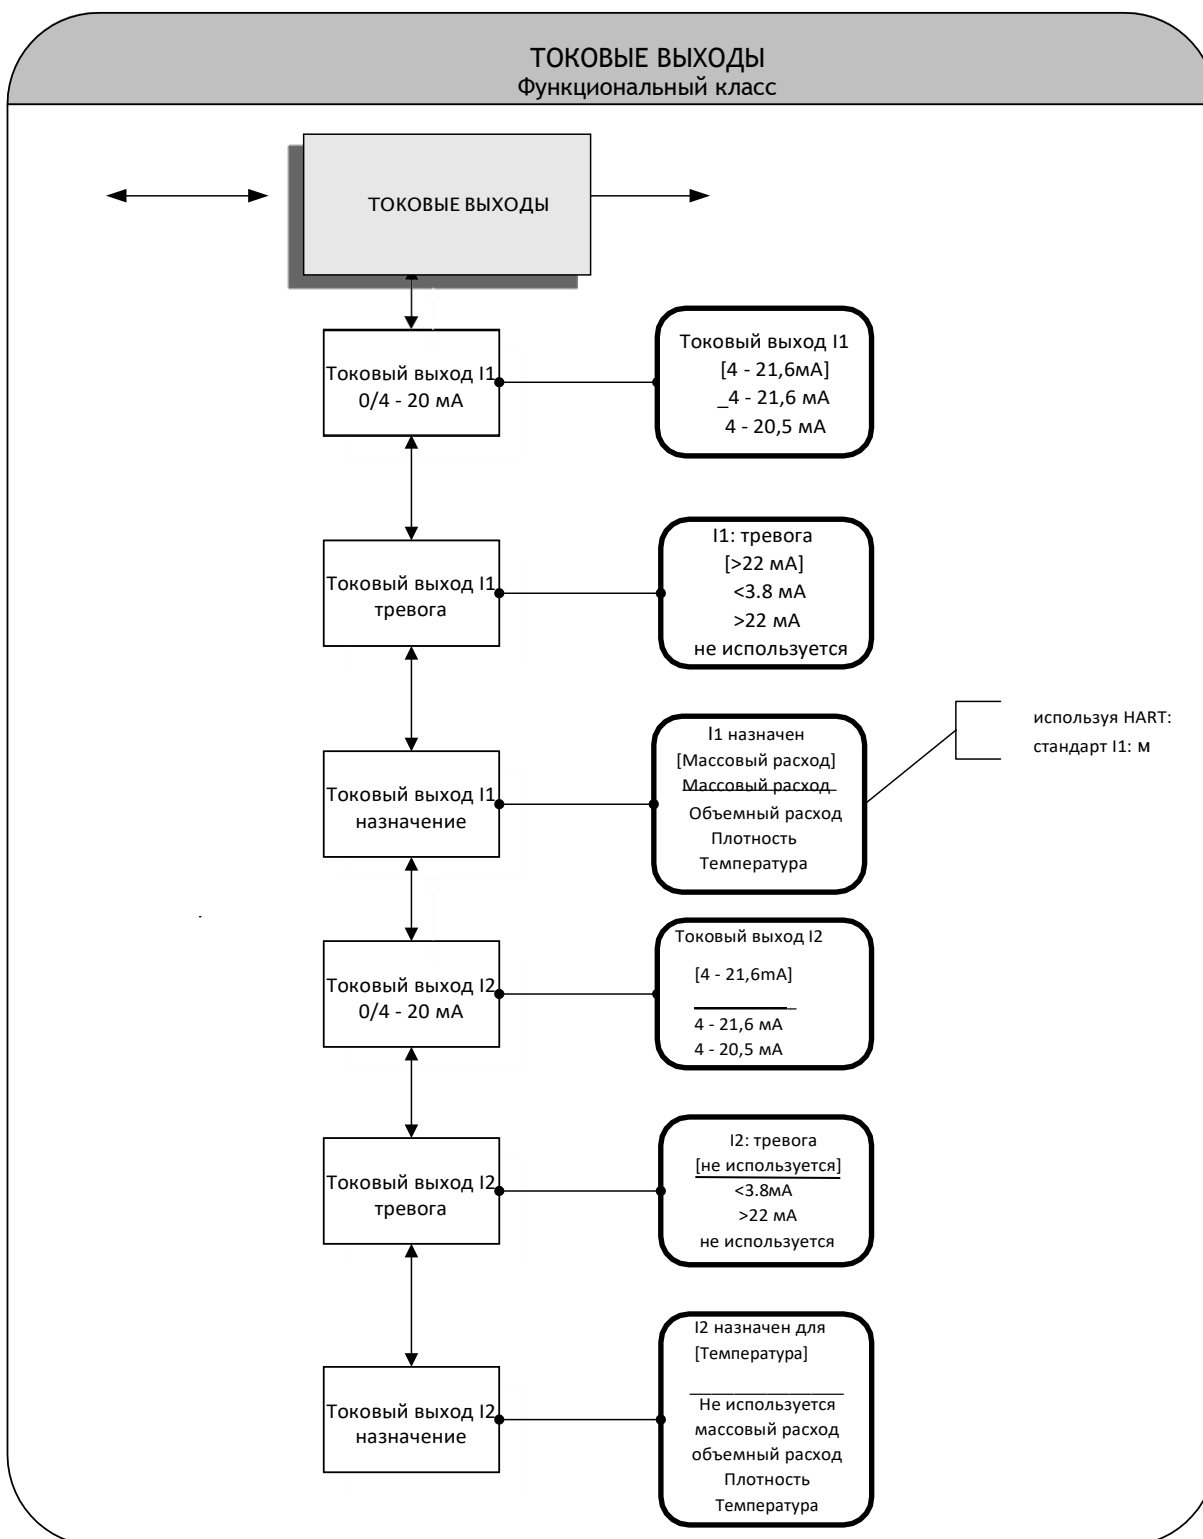 ТОКОВЫЕ ВЫХОДЫ
Функциональный класс
ТОКОВЫЕ ВЫХОДЫ
Токовый выход I1
0/4 - 20 мА
Токовый выход I1
[4 - 21,6мА]
_4 - 21,6 мА
4 - 20,5 мА
Токовый выход I1
тревога
I1: тревога
[>22 мА]
<3.8 мА
>22 мА
не используется
Токовый выход I1
назначение
I1 назначен
[Массовый расход]
Массовый расход
Объемный расход
Плотность
Температура
используя HART:
стандарт I1: м
Токовый выход I2
0/4 - 20 мА
Токовый выход I2
[4 - 21,6mA]
4 - 21,6 мА
4 - 20,5 мА
Токовый выход I2
тревога
I2: тревога
[не используется]
<3.8мА
>22 мА
не используется
Токовый выход I2
назначение
I2 назначен для
[Температура]
Не используется
массовый расход
объемный расход
Плотность
Температура